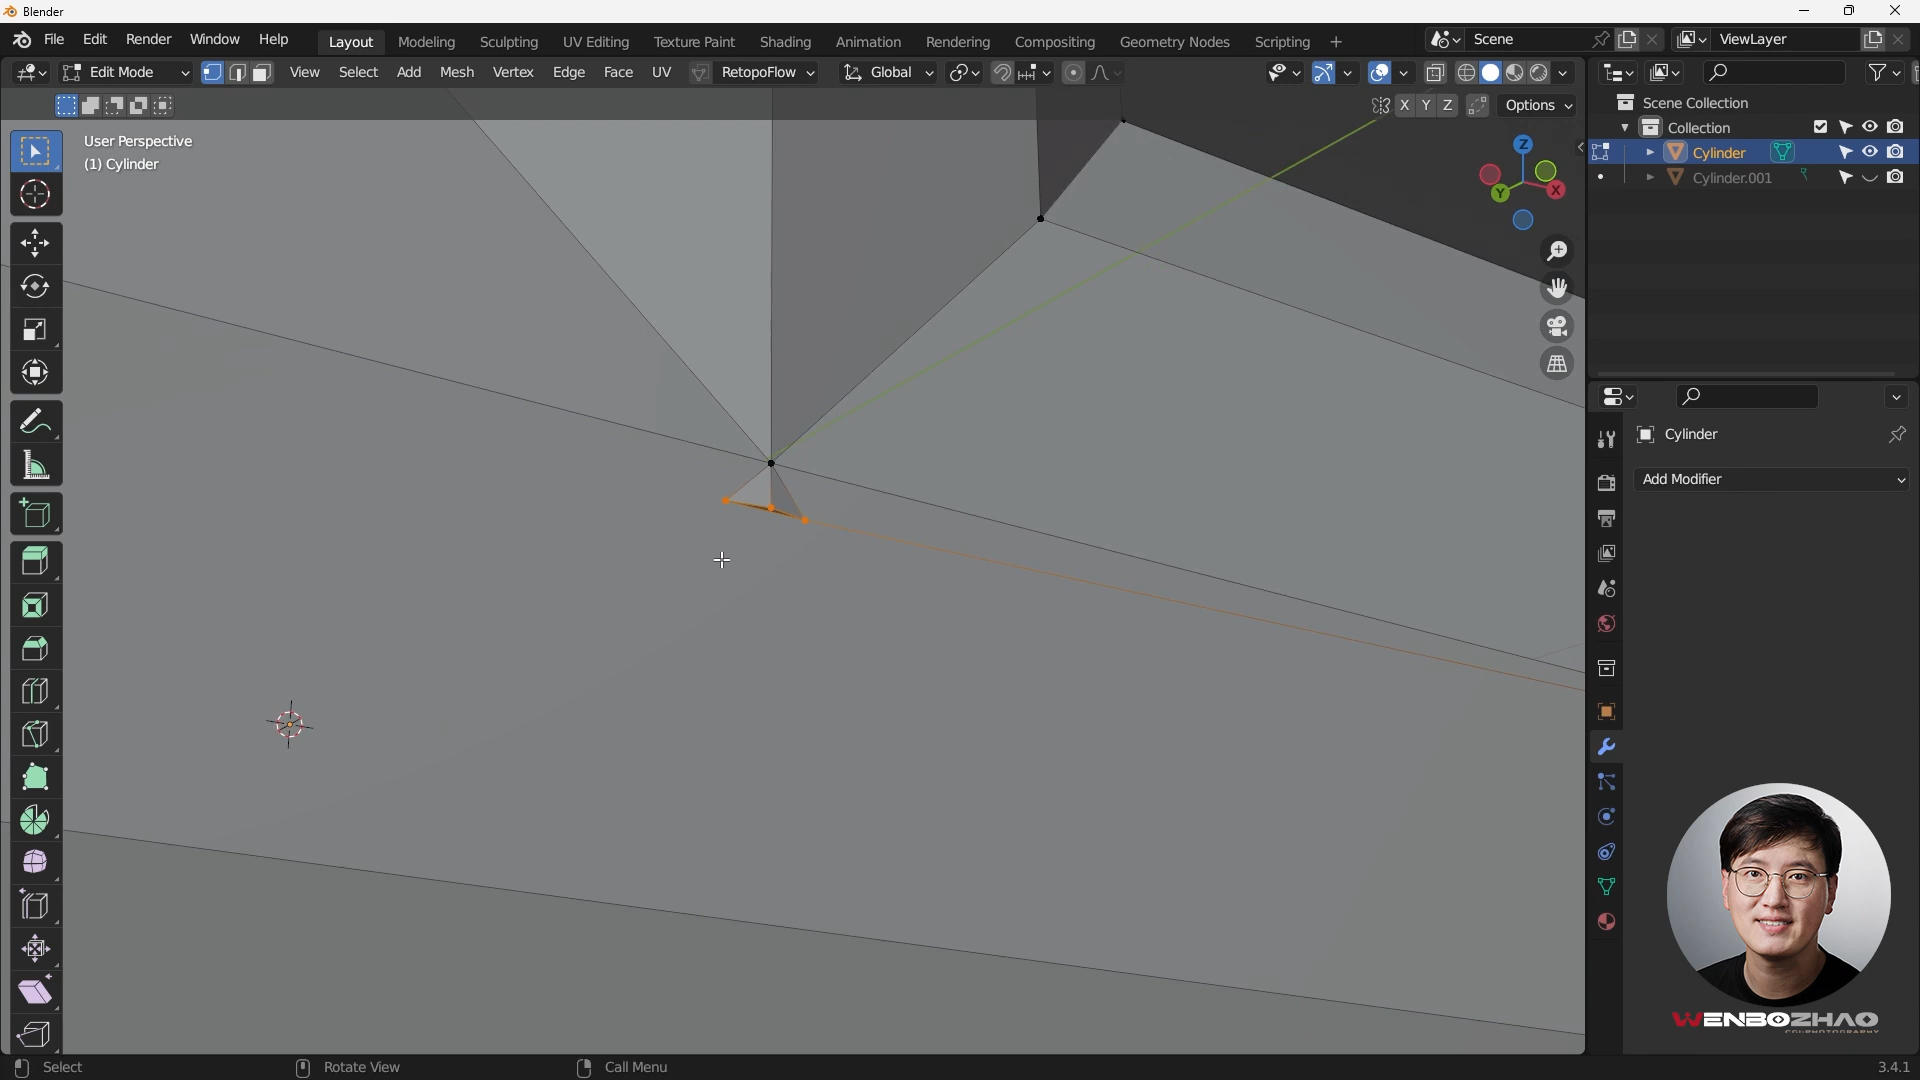 Blender
File Edit Render Window Help Layout Modeling Sculpting UV Editing Texture Paint Shading Animation Rendering Compositing Geometry Nodes Scripting + Scene ViewLayer
Edit Mode View Select Add Mesh Vertex Edge Face UV RetopoFlow Global
X Y Z Options
User Perspective
(1) Cylinder
Z
X
Y
Scene Collection
Collection
Cylinder
Cylinder.001
Cylinder
Add Modifier
WENBOZHAO
Select Rotate View Call Menu 3.4.1